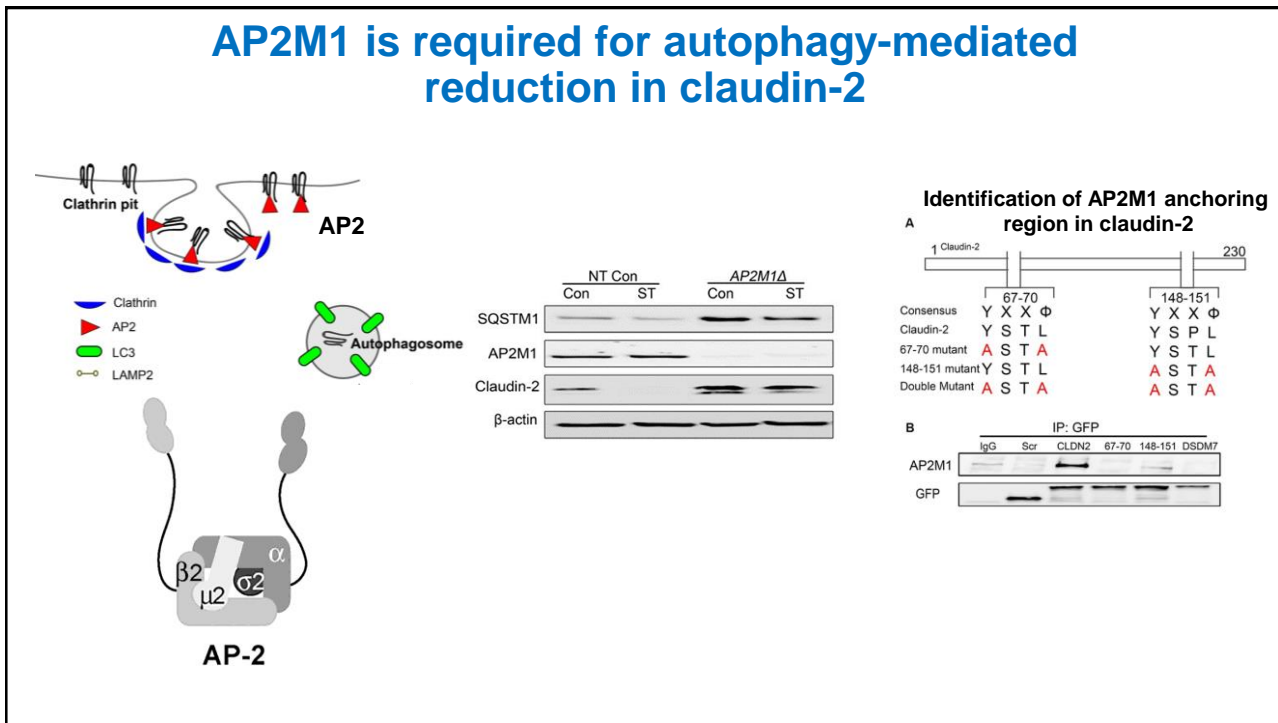 AP2M1 is required for autophagy-mediated
reduction in claudin-2
Clathrin pit
AP2
Clathrin
AP2
LC3
LAMP2
Autophagosome
β2
μ2
σ2
α
AP-2
NT Con AP2M1Δ
Con ST Con ST
SQSTM1
AP2M1
Claudin-2
β-actin
Identification of AP2M1 anchoring
A region in claudin-2
1 Claudin-2 230
67-70 148-151
Consensus Y X X Φ Y X X Φ
Claudin-2 Y S T L Y S P L
67-70 mutant A S T A Y S T L
148-151 mutant Y S T L A S T A
Double Mutant A S T A A S T A
B IP: GFP
IgG Scr CLDN2 67-70 148-151 DSDM7
AP2M1
GFP